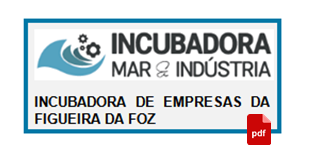 INCUBADORA
MAR & INDÚSTRIA
INCUBADORA DE EMPRESAS DA
FIGUEIRA DA FOZ
pdf